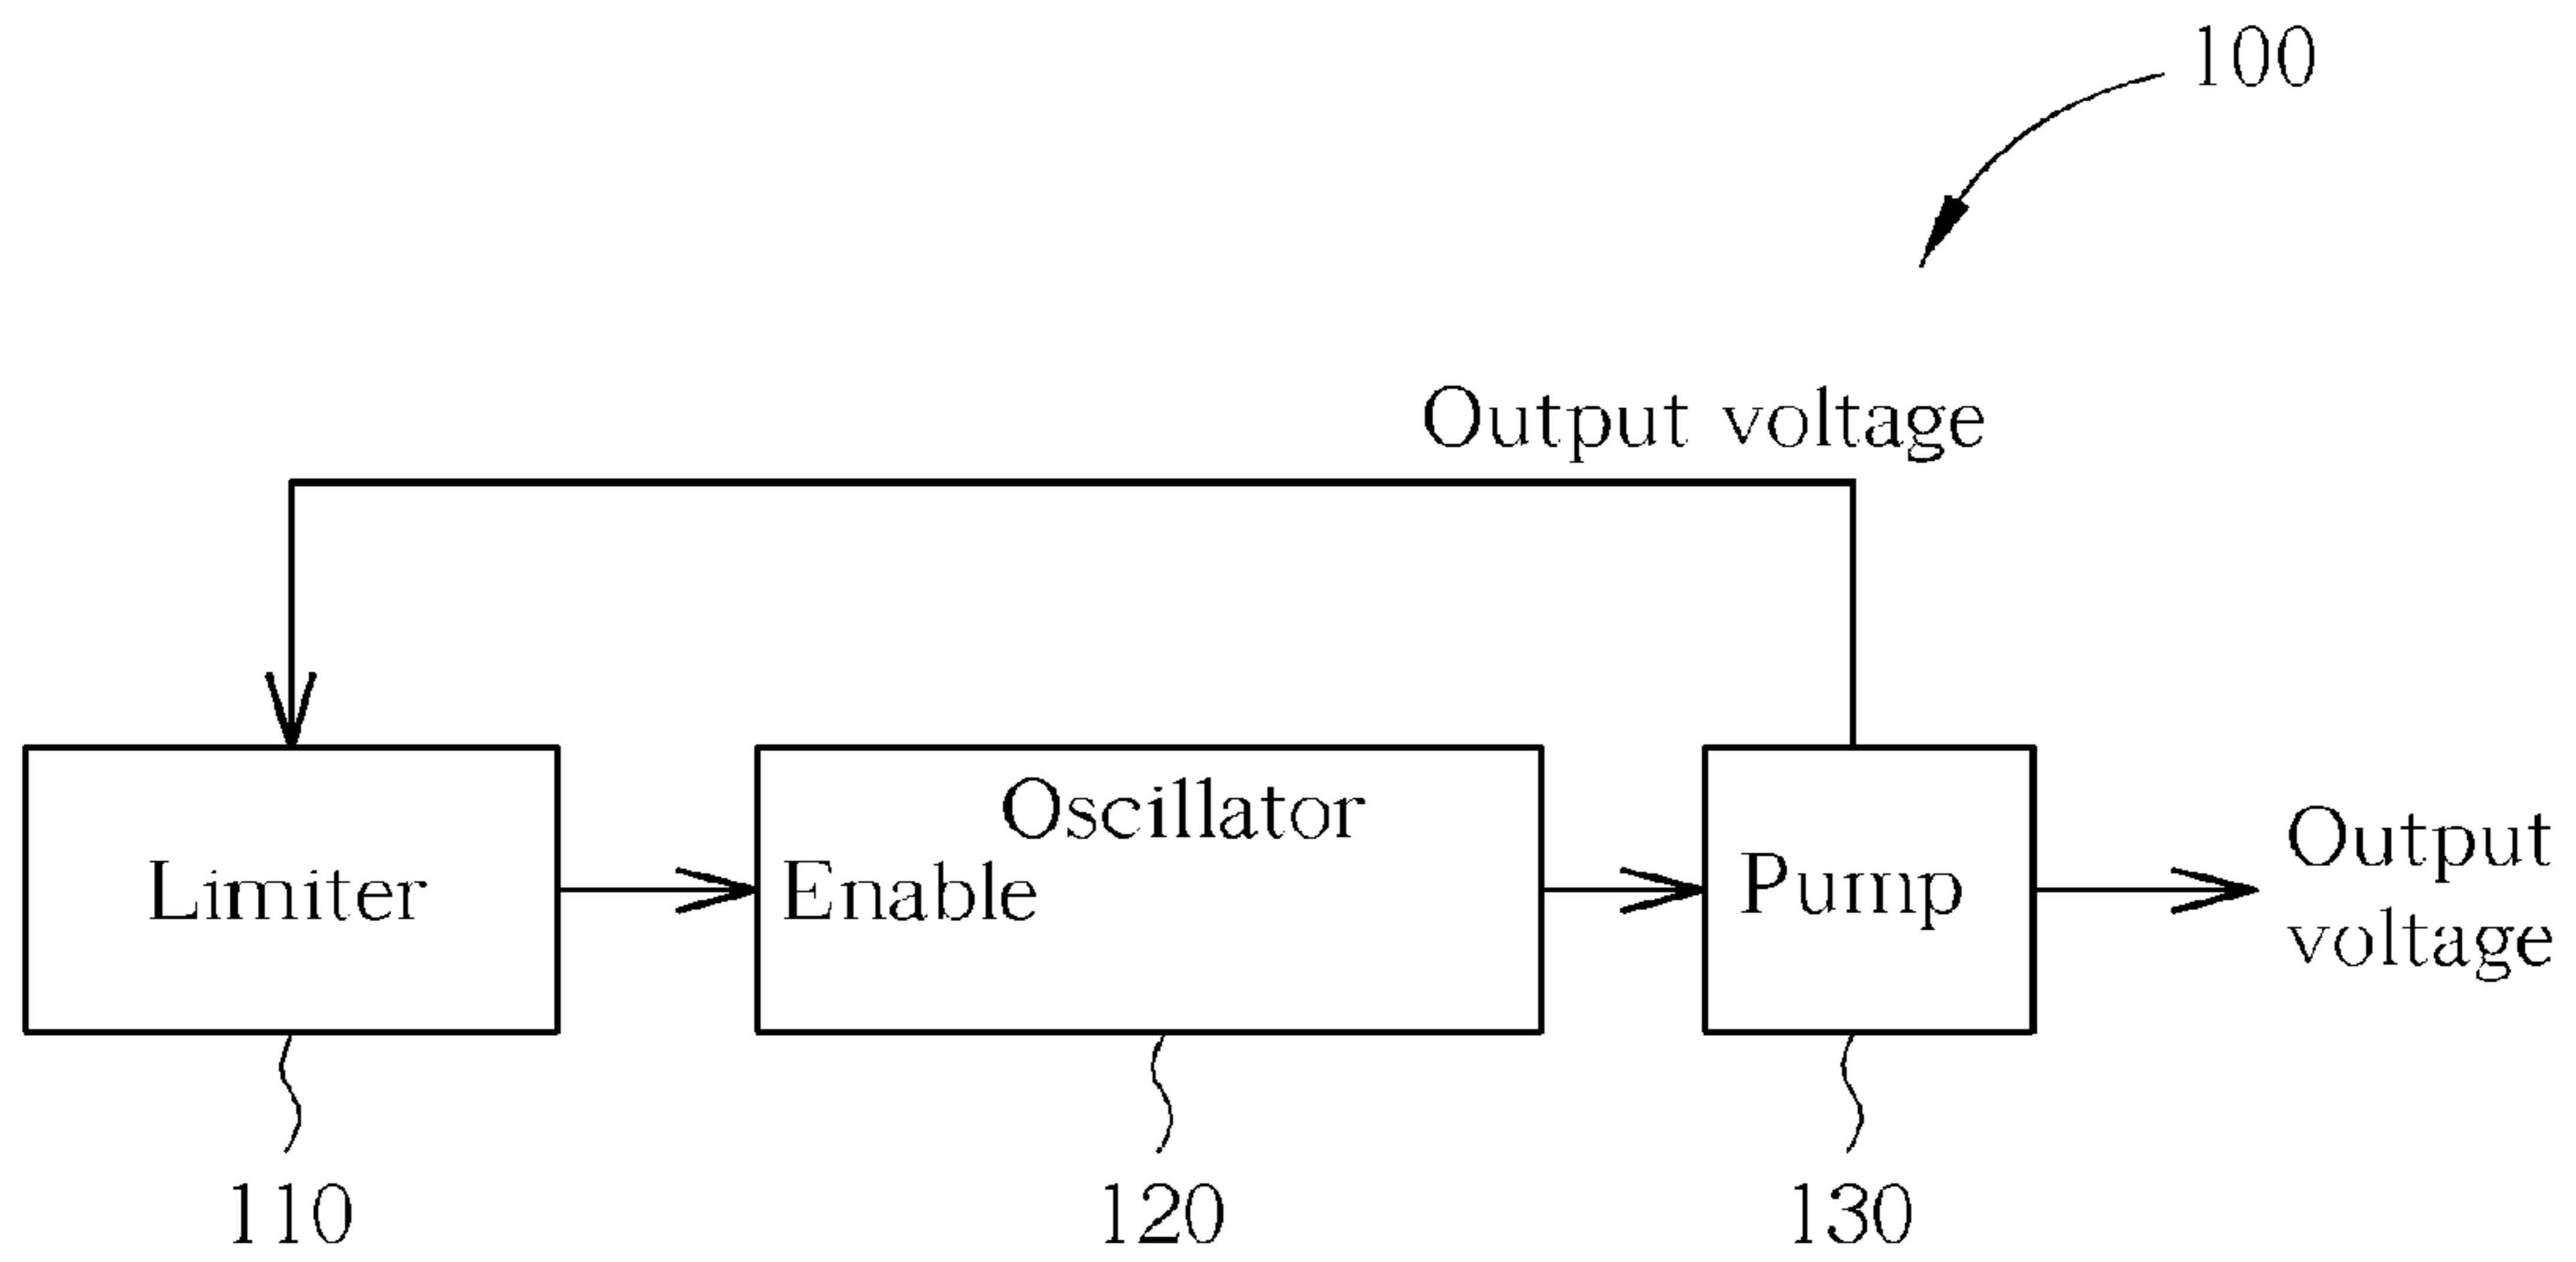 100
Output voltage
Limiter
Oscillator
Enable
Pump
Output
voltage
110
120
130